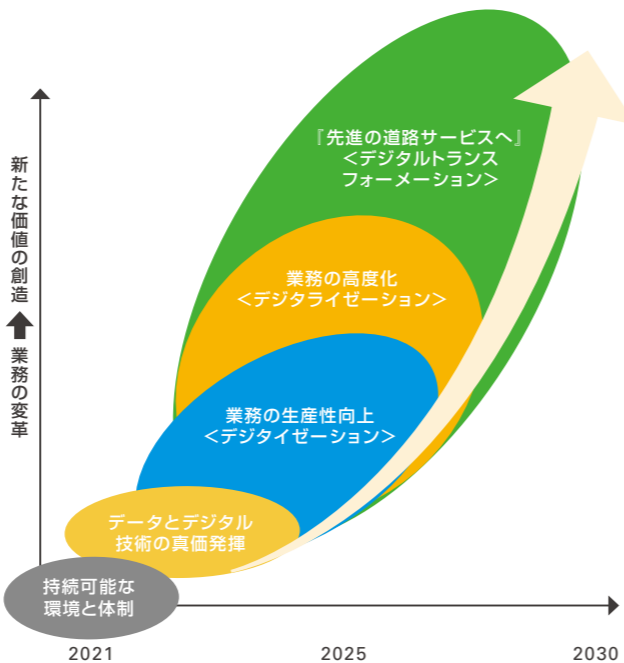 『先進の道路サービスへ』
＜デジタルトランス
フォーメーション＞
業務の高度化
＜デジタライゼーション＞
業務の生産性向上
＜デジタイゼーション＞
データとデジタル
技術の真価発揮
持続可能な
環境と体制
新たな価値の創造
業務の変革
2021
2025
2030